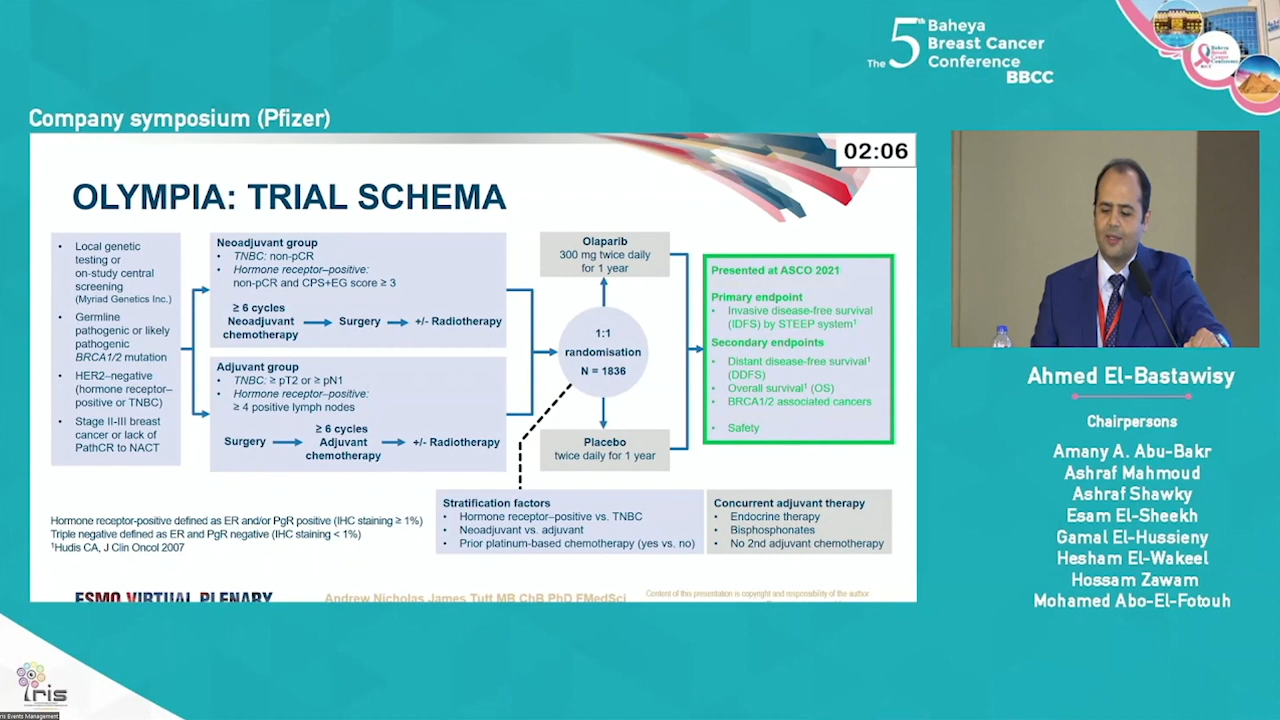 The 5th Baheya
Breast Cancer
Conference
BBCC
Baheya
Breast
Cancer
Conference
BBCC
Company symposium (Pfizer)
02:06
OLYMPIA: TRIAL SCHEMA
• Local genetic
testing or
on-study central
screening
(Myriad Genetics Inc.)
• Germline
pathogenic or likely
pathogenic
BRCA1/2 mutation
• HER2–negative
(hormone receptor–
positive or TNBC)
• Stage II-III breast
cancer or lack of
PathCR to NACT
Neoadjuvant group
• TNBC: non-pCR
• Hormone receptor–positive:
non-pCR and CPS+EG score ≥ 3
≥ 6 cycles
Neoadjuvant
chemotherapy
Surgery
+/- Radiotherapy
Adjuvant group
• TNBC: ≥ pT2 or ≥ pN1
• Hormone receptor–positive:
≥ 4 positive lymph nodes
Surgery
≥ 6 cycles
Adjuvant
chemotherapy
+/- Radiotherapy
Olaparib
300 mg twice daily
for 1 year
1:1
randomisation
N = 1836
Placebo
twice daily for 1 year
Presented at ASCO 2021
Primary endpoint
• Invasive disease-free survival
(IDFS) by STEEP system¹
Secondary endpoints
• Distant disease-free survival¹
(DDFS)
• Overall survival¹ (OS)
• BRCA1/2 associated cancers
• Safety
Stratification factors
• Hormone receptor–positive vs. TNBC
• Neoadjuvant vs. adjuvant
• Prior platinum-based chemotherapy (yes vs. no)
Concurrent adjuvant therapy
• Endocrine therapy
• Bisphosphonates
• No 2nd adjuvant chemotherapy
Hormone receptor-positive defined as ER and/or PgR positive (IHC staining ≥ 1%)
Triple negative defined as ER and PgR negative (IHC staining < 1%)
¹Hudis CA, J Clin Oncol 2007
ESMO VIRTUAL PLENARY
Andrew Nicholas James Tutt MB ChB PhD FMedSci
Content of this presentation is copyright and responsibility of the author
Ahmed El-Bastawisy
Chairpersons
Amany A. Abu-Bakr
Ashraf Mahmoud
Ashraf Shawky
Esam El-Sheekh
Gamal El-Hussieny
Hesham El-Wakeel
Hossam Zawam
Mohamed Abo-El-Fotouh
Iris
Iris Events Management